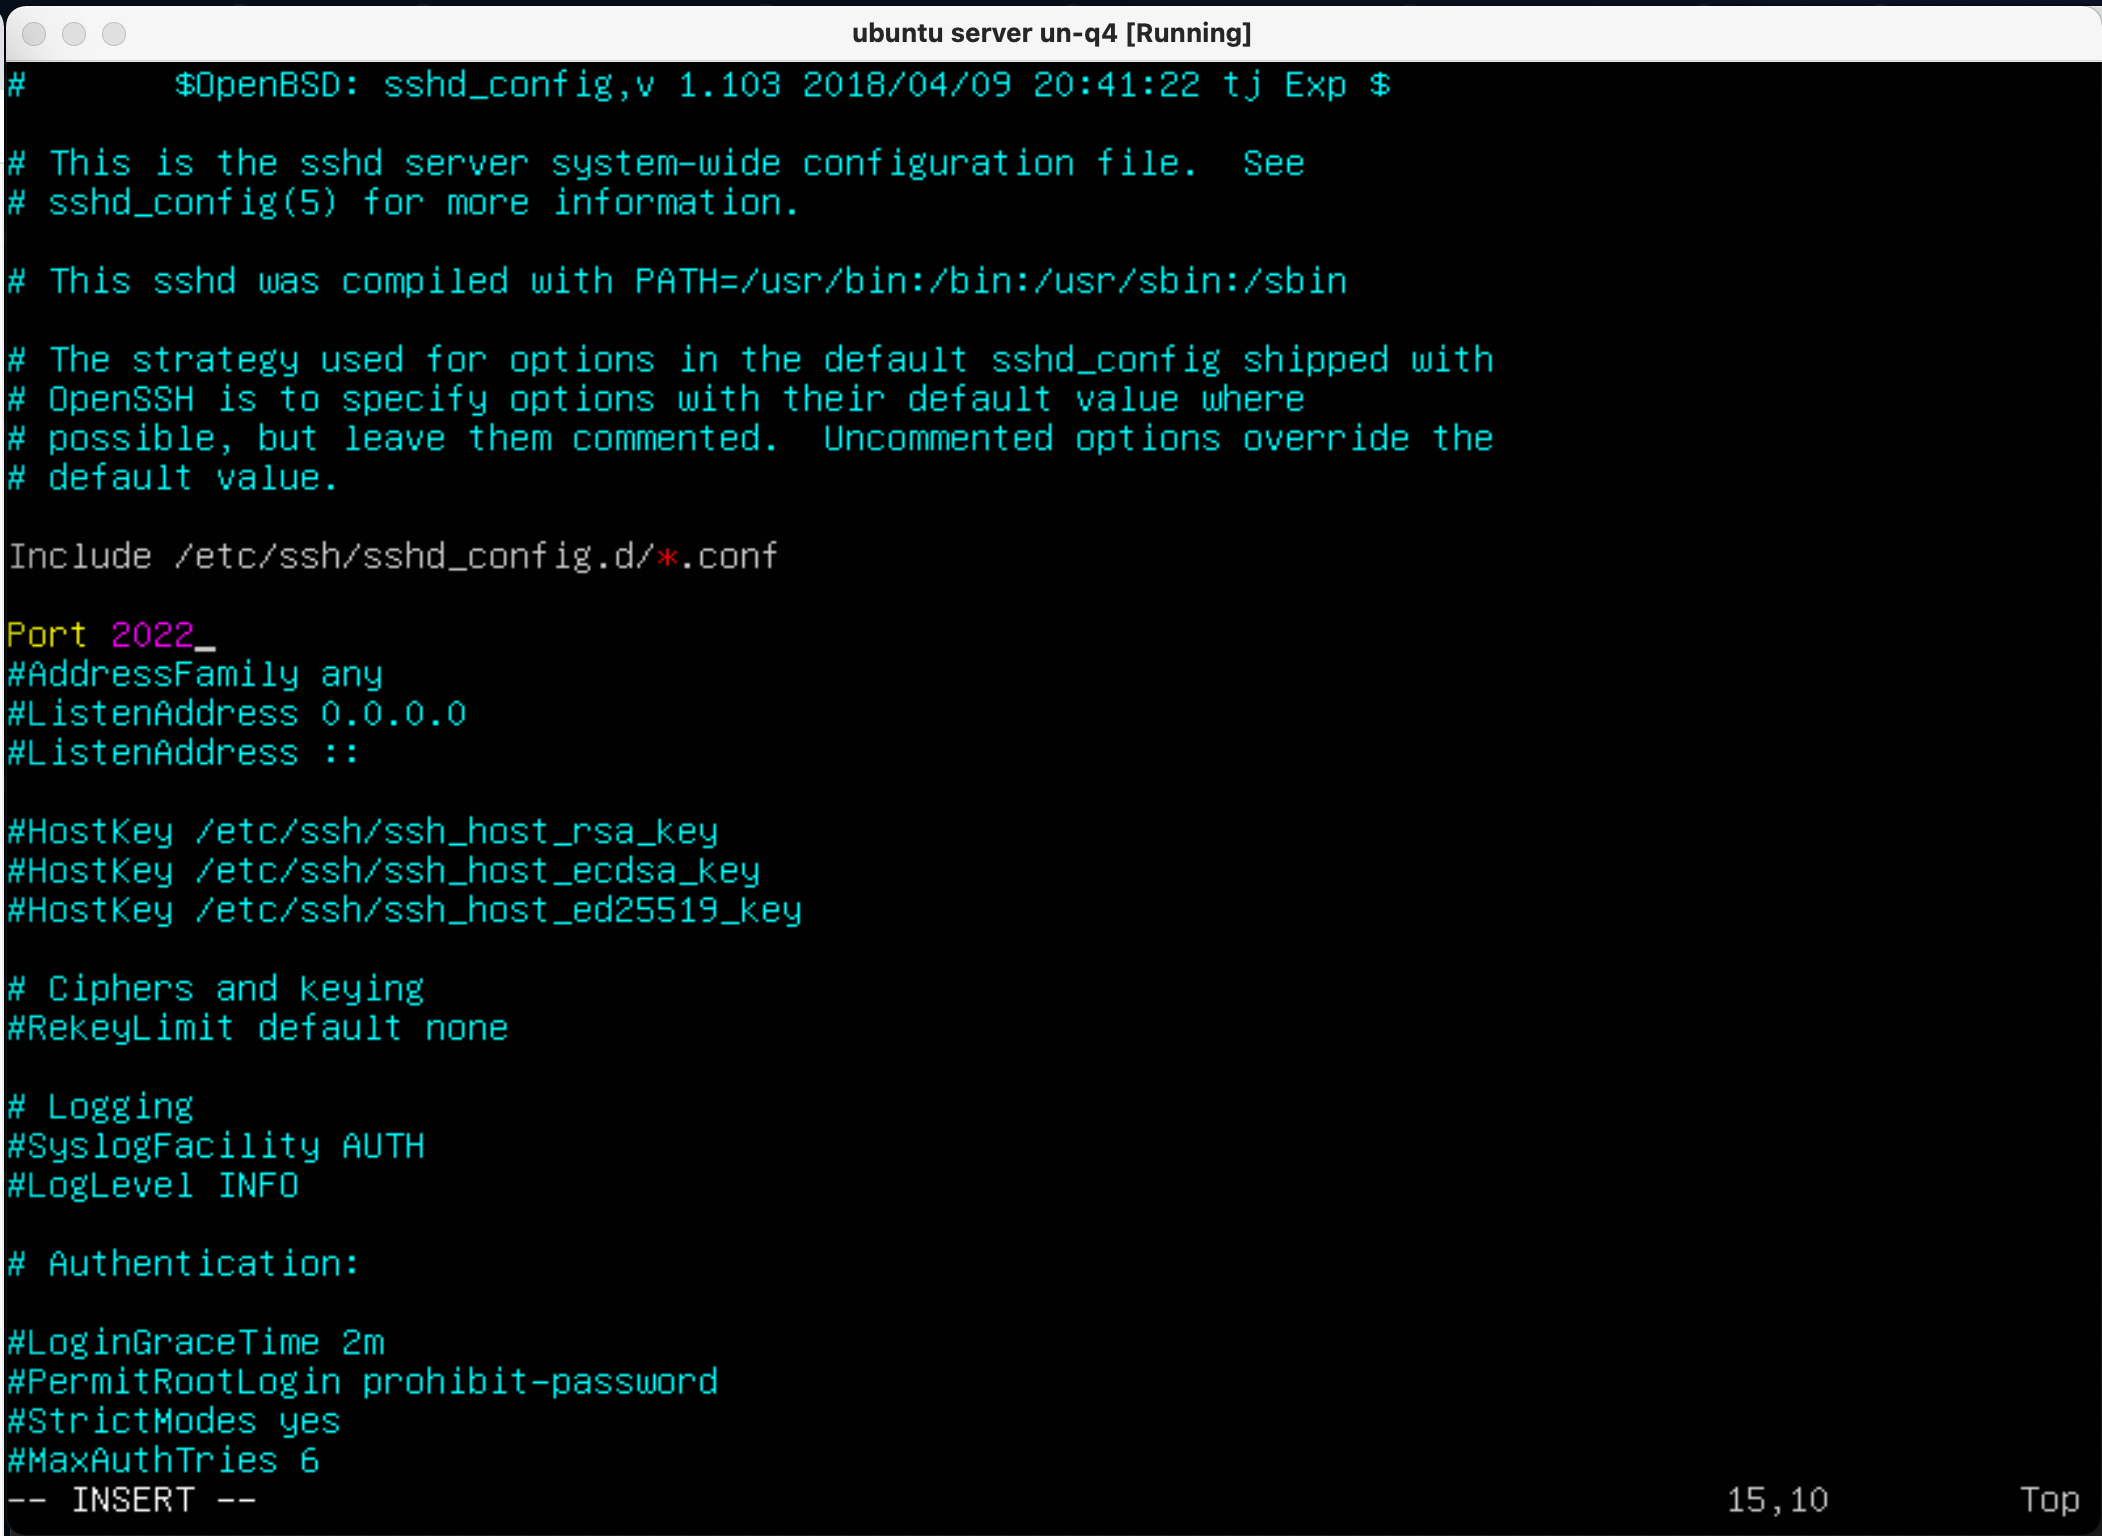 ubuntu server un-q4 [Running]
#       $OpenBSD: sshd_config,v 1.103 2018/04/09 20:41:22 tj Exp $
# This is the sshd server system-wide configuration file.  See
# sshd_config(5) for more information.
# This sshd was compiled with PATH=/usr/bin:/bin:/usr/sbin:/sbin
# The strategy used for options in the default sshd_config shipped with
# OpenSSH is to specify options with their default value where
# possible, but leave them commented.  Uncommented options override the
# default value.
Include /etc/ssh/sshd_config.d/*.conf
Port 2022
#AddressFamily any
#ListenAddress 0.0.0.0
#ListenAddress ::
#HostKey /etc/ssh/ssh_host_rsa_key
#HostKey /etc/ssh/ssh_host_ecdsa_key
#HostKey /etc/ssh/ssh_host_ed25519_key
# Ciphers and keying
#RekeyLimit default none
# Logging
#SyslogFacility AUTH
#LogLevel INFO
# Authentication:
#LoginGraceTime 2m
#PermitRootLogin prohibit-password
#StrictModes yes
#MaxAuthTries 6
-- INSERT -- 15,10 Top